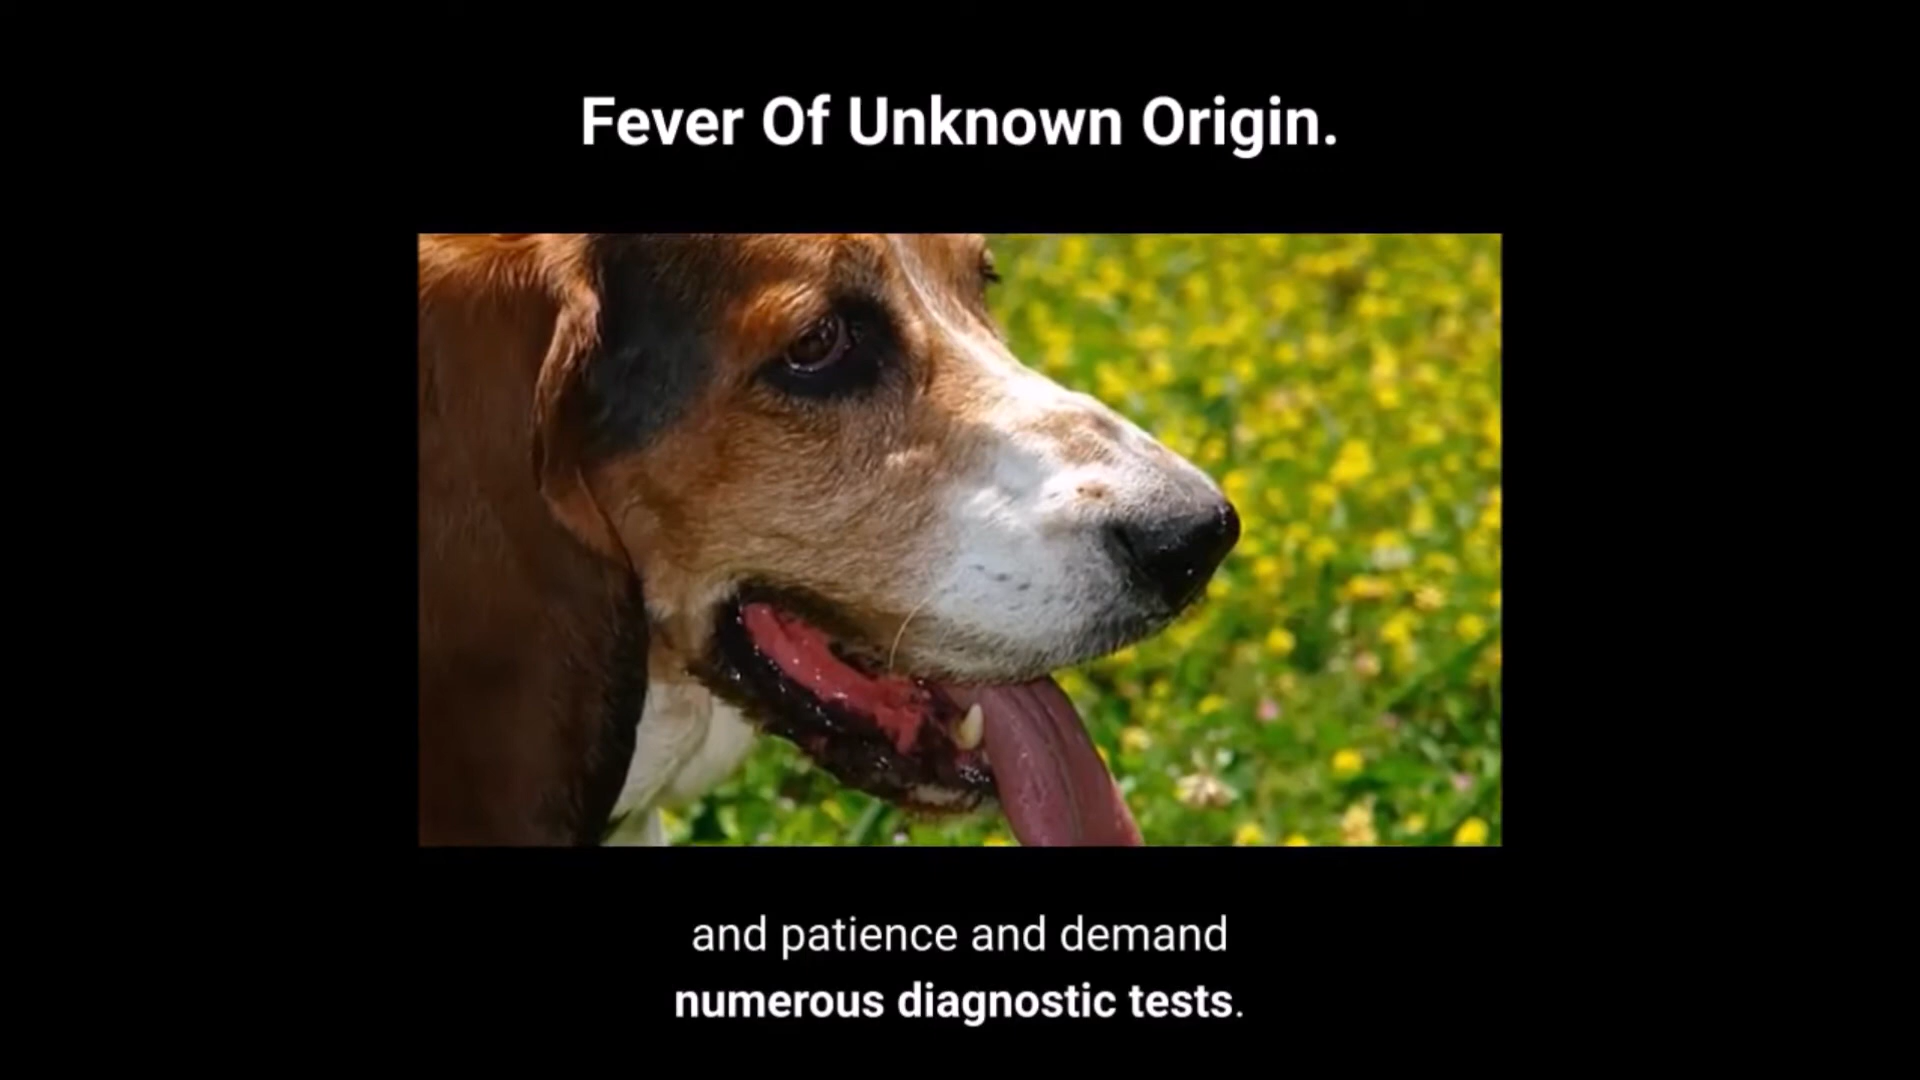 Fever Of Unknown Origin.
and patience and demand
numerous diagnostic tests.